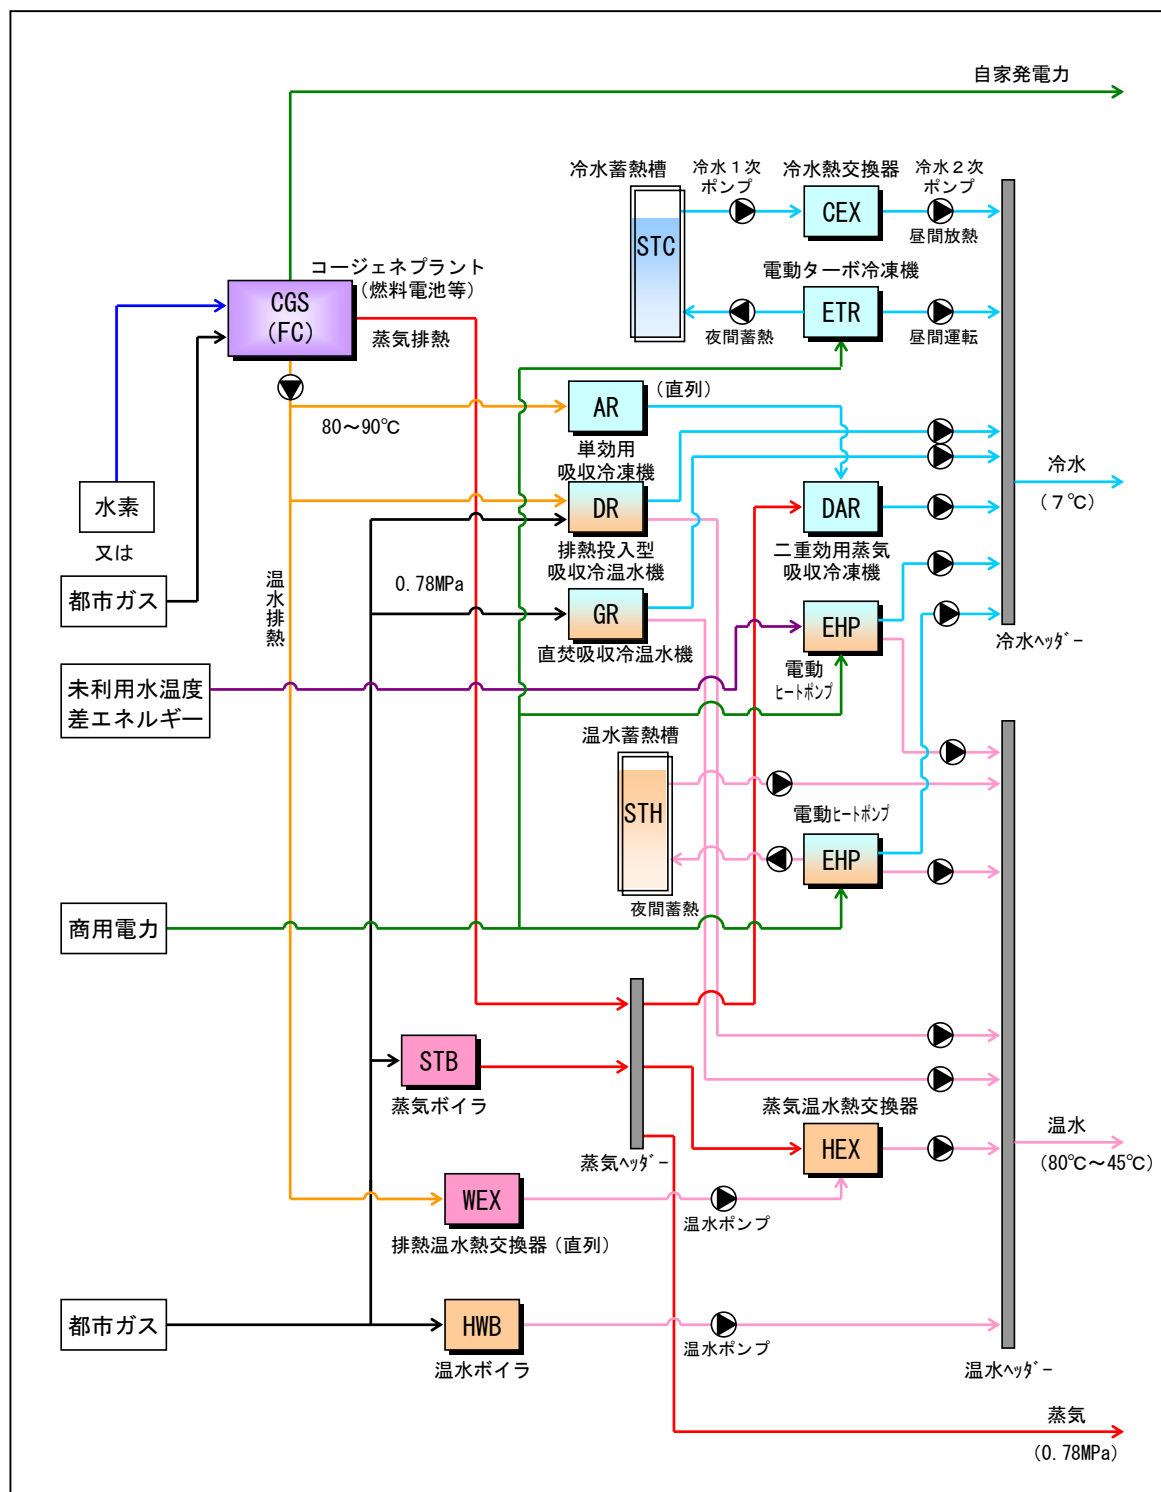 自家発電力
冷水蓄熱槽
冷水１次
ポンプ
冷水熱交換器
冷水２次
ポンプ
STC
CEX
昼間放熱
電動ターボ冷凍機
ETR
夜間蓄熱
昼間運転
コージェネプラント
（燃料電池等）
CGS
(FC)
蒸気排熱
80～90℃
AR
（直列）
単効用
吸収冷凍機
冷水
（７℃）
水素
又は
都市ガス
DR
排熱投入型
吸収冷温水機
DAR
二重効用蒸気
吸収冷凍機
温水排熱
0.78MPa
GR
直焚吸収冷温水機
EHP
電動
ﾋｰﾄﾎﾟﾝﾌﾟ
冷水ﾍｯﾀﾞｰ
未利用水温度
差エネルギー
温水蓄熱槽
STH
夜間蓄熱
電動ﾋｰﾄﾎﾟﾝﾌﾟ
EHP
商用電力
STB
蒸気ボイラ
蒸気ﾍｯﾀﾞｰ
蒸気温水熱交換器
HEX
温水
(80℃～45℃)
WEX
排熱温水熱交換器（直列）
温水ポンプ
都市ガス
HWB
温水ボイラ
温水ポンプ
温水ﾍｯﾀﾞｰ
蒸気
(0.78MPa)